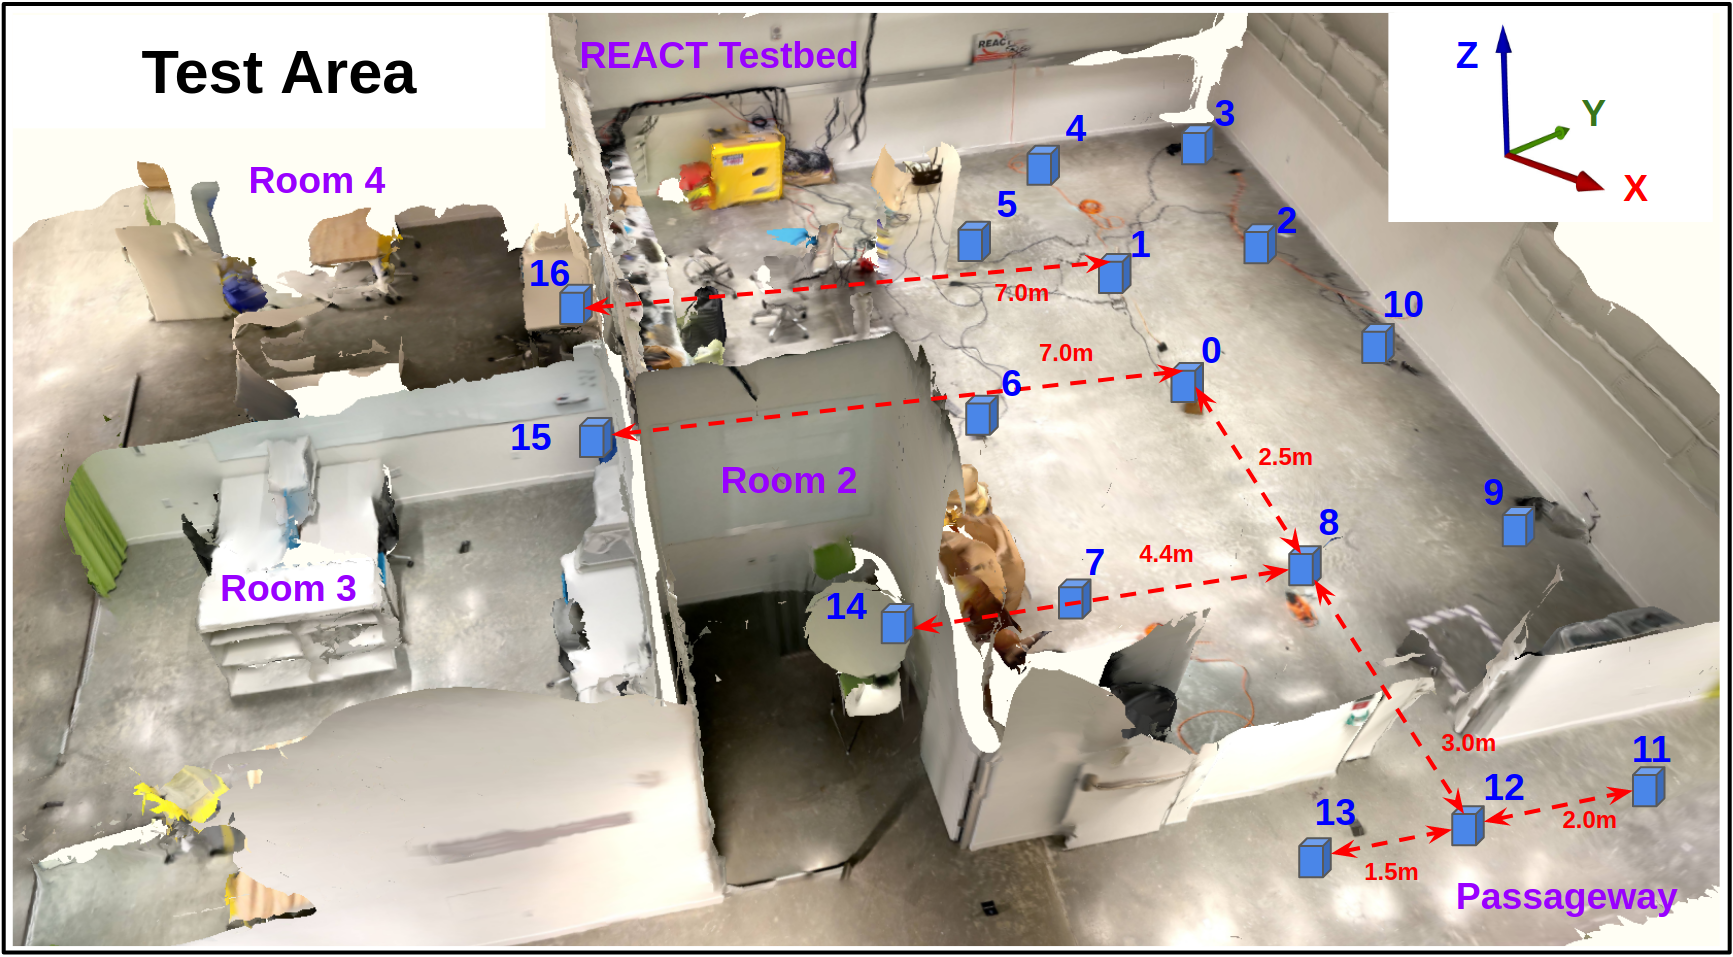 Test Area
REACT Testbed
REACT
Z
Y
X
Room 4
3
4
5
2
1
16
7.0m
10
0
7.0m
6
15
2.5m
Room 2
9
8
4.4m
7
Room 3
14
3.0m
11
12
13
2.0m
1.5m
Passageway